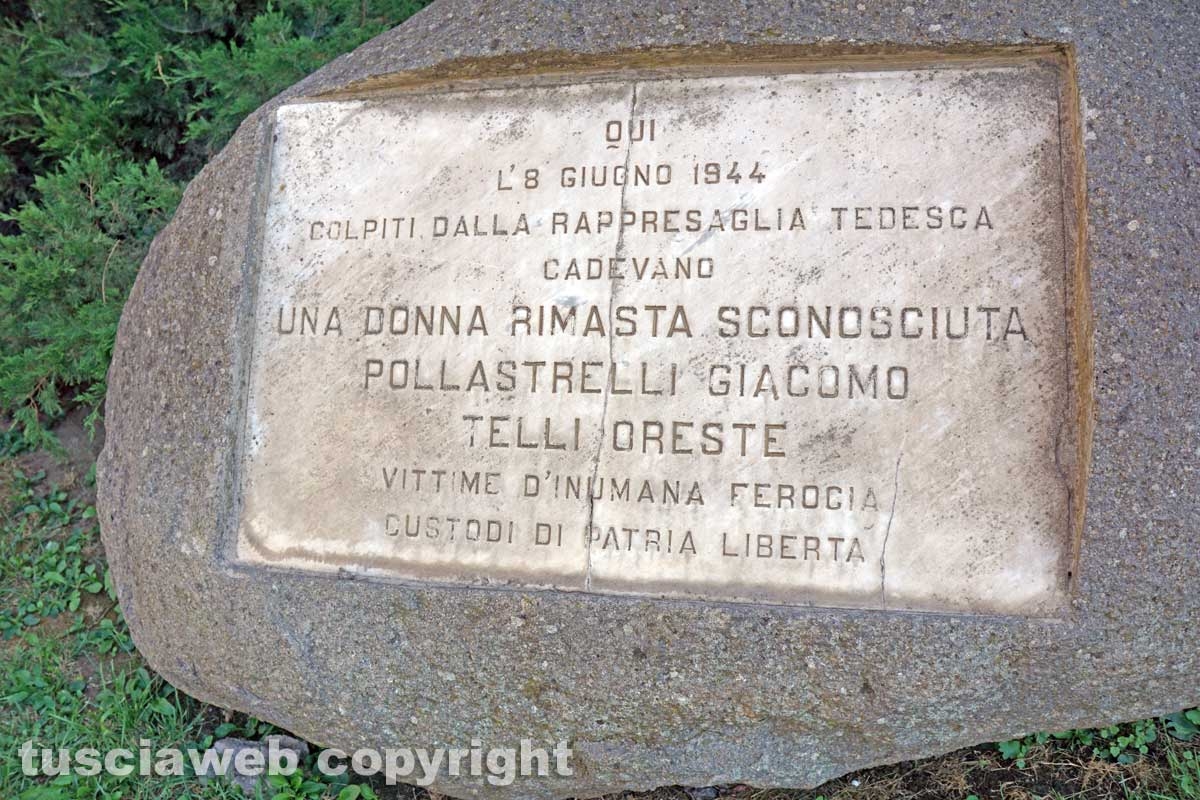 QUI
L'8 GIUGNO 1944
COLPITI DALLA RAPPRESAGLIA TEDESCA
CADEVANO
UNA DONNA RIMASTA SCONOSCIUTA
POLLASTRELLI GIACOMO
TELLI ORESTE
VITTIME D'INUMANA FEROCIA
CUSTODI DI PATRIA LIBERTA
tusciaweb copyright